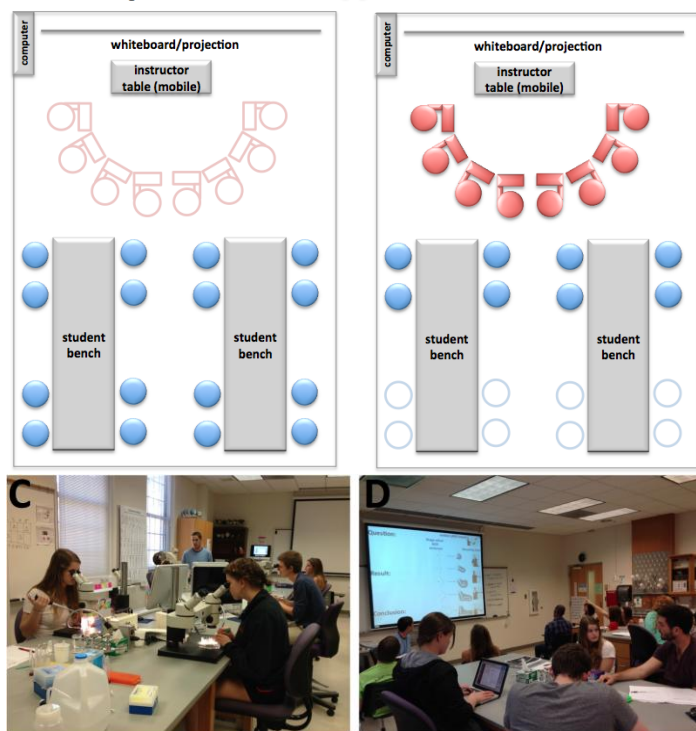 computer
whiteboard/projection
instructor
table (mobile)
student
bench
student
bench
computer
whiteboard/projection
instructor
table (mobile)
student
bench
student
bench
C
D
Question:
Result:
Conclusion: